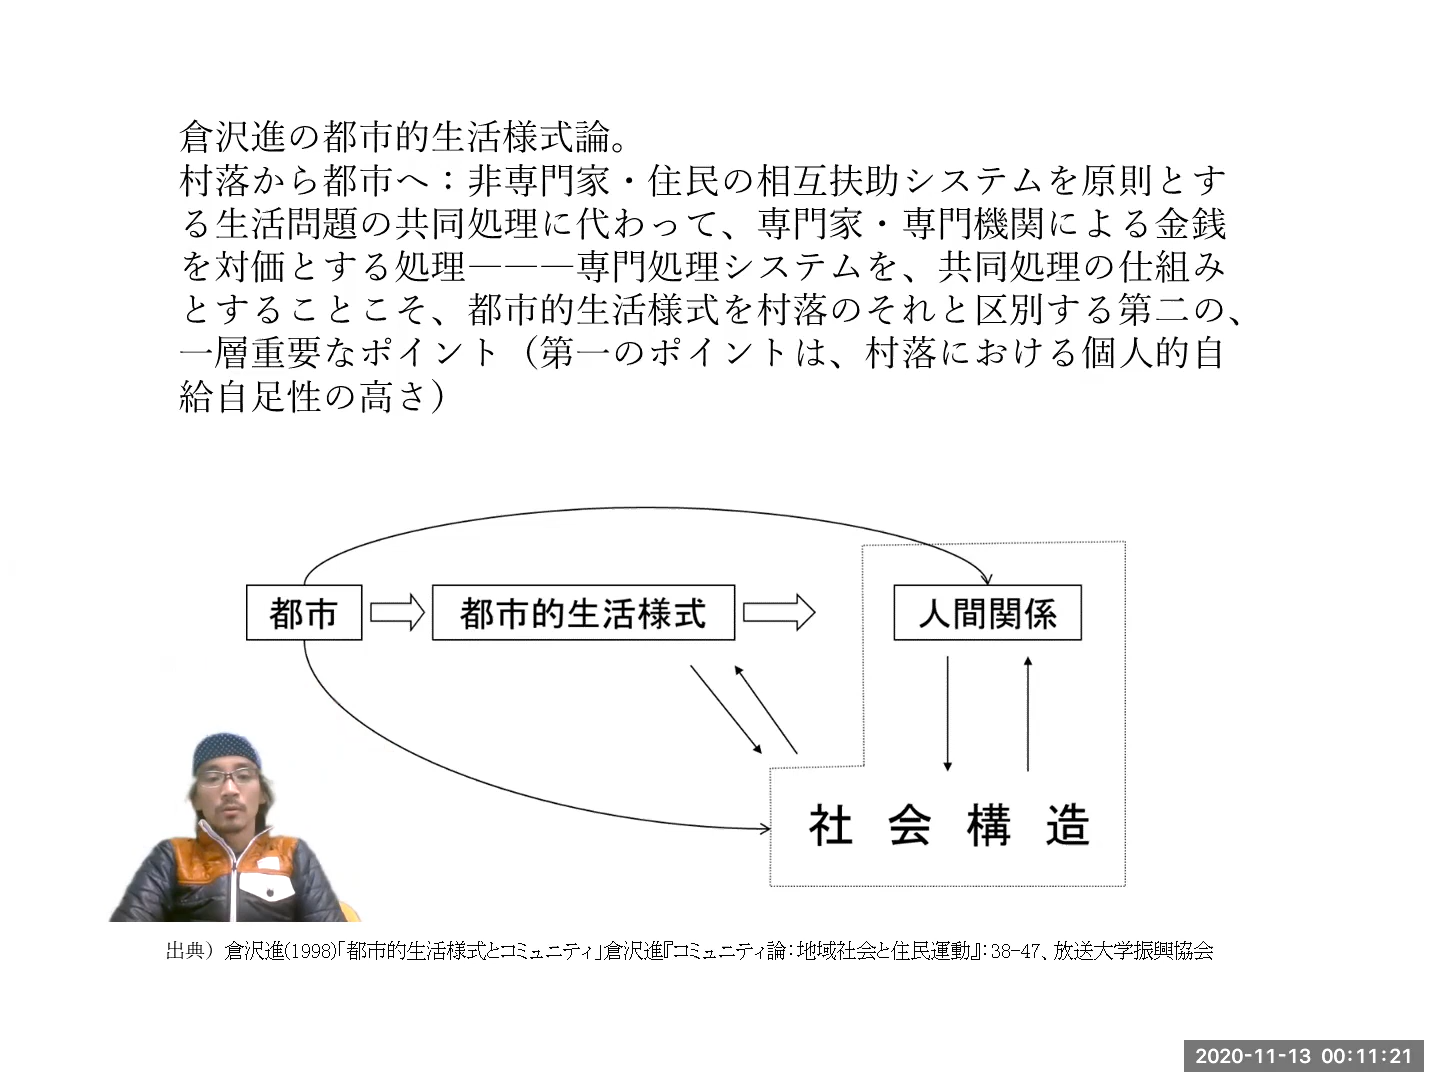 倉沢進の都市的生活様式論。
村落から都市へ：非専門家・住民の相互扶助システムを原則とす
る生活問題の共同処理に代わって、専門家・専門機関による金銭
を対価とする処理―――専門処理システムを、共同処理の仕組み
とすることこそ、都市的生活様式を村落のそれと区別する第二の、
一層重要なポイント（第一のポイントは、村落における個人的自
給自足性の高さ）
都市
都市的生活様式
人間関係
社会構造
出典）倉沢進(1998)「都市的生活様式とコミュニティ」倉沢進『コミュニティ論：地域社会と住民運動』：38-47、放送大学振興協会
2020-11-13 00:11:21